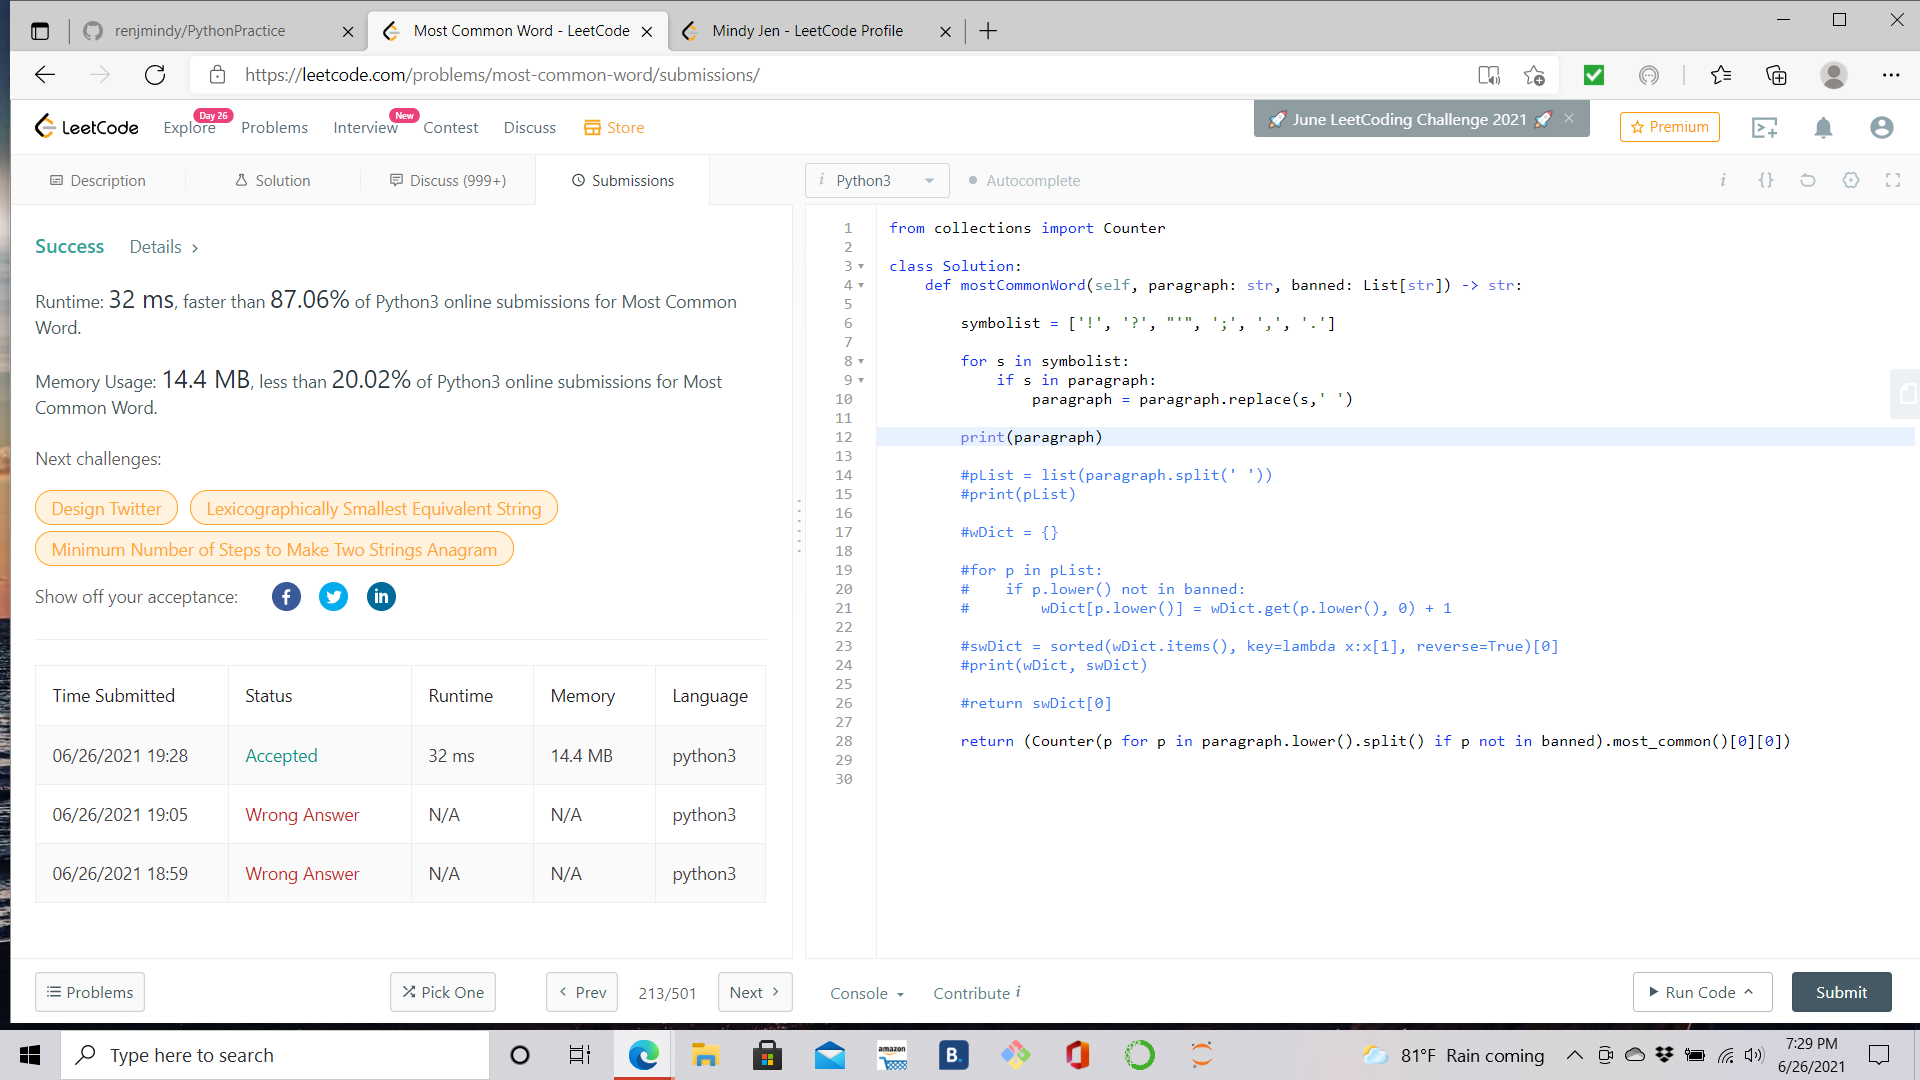 renjmindy/PythonPractice
Most Common Word - LeetCode
Mindy Jen - LeetCode Profile
https://leetcode.com/problems/most-common-word/submissions/
LeetCode
Explore
Day 26
Problems
Interview
New
Contest
Discuss
Store
🚀 June LeetCoding Challenge 2021 🚀
Premium
Description
Solution
Discuss (999+)
Submissions
i Python3
Autocomplete
i
{}
Success
Details
Runtime: 32 ms, faster than 87.06% of Python3 online submissions for Most Common
Word.
Memory Usage: 14.4 MB, less than 20.02% of Python3 online submissions for Most
Common Word.
Next challenges:
Design Twitter
Lexicographically Smallest Equivalent String
Minimum Number of Steps to Make Two Strings Anagram
Show off your acceptance:
f
in
Time Submitted Status Runtime Memory Language
06/26/2021 19:28 Accepted 32 ms 14.4 MB python3
06/26/2021 19:05 Wrong Answer N/A N/A python3
06/26/2021 18:59 Wrong Answer N/A N/A python3
1 from collections import Counter
2
3 class Solution:
4 def mostCommonWord(self, paragraph: str, banned: List[str]) -> str:
5
6 symbolist = ['!', '?', "'", ';', ',', '.']
7
8 for s in symbolist:
9 if s in paragraph:
10 paragraph = paragraph.replace(s,' ')
11
12 print(paragraph)
13
14 #pList = list(paragraph.split(' '))
15 #print(pList)
16
17 #wDict = {}
18
19 #for p in pList:
20 # if p.lower() not in banned:
21 # wDict[p.lower()] = wDict.get(p.lower(), 0) + 1
22
23 #swDict = sorted(wDict.items(), key=lambda x:x[1], reverse=True)[0]
24 #print(wDict, swDict)
25
26 #return swDict[0]
27
28 return (Counter(p for p in paragraph.lower().split() if p not in banned).most_common()[0][0])
29
30
Problems
Pick One
Prev
213/501
Next
Console
Contribute i
Run Code
Submit
Type here to search
amazon
B.
81°F Rain coming
7:29 PM
6/26/2021